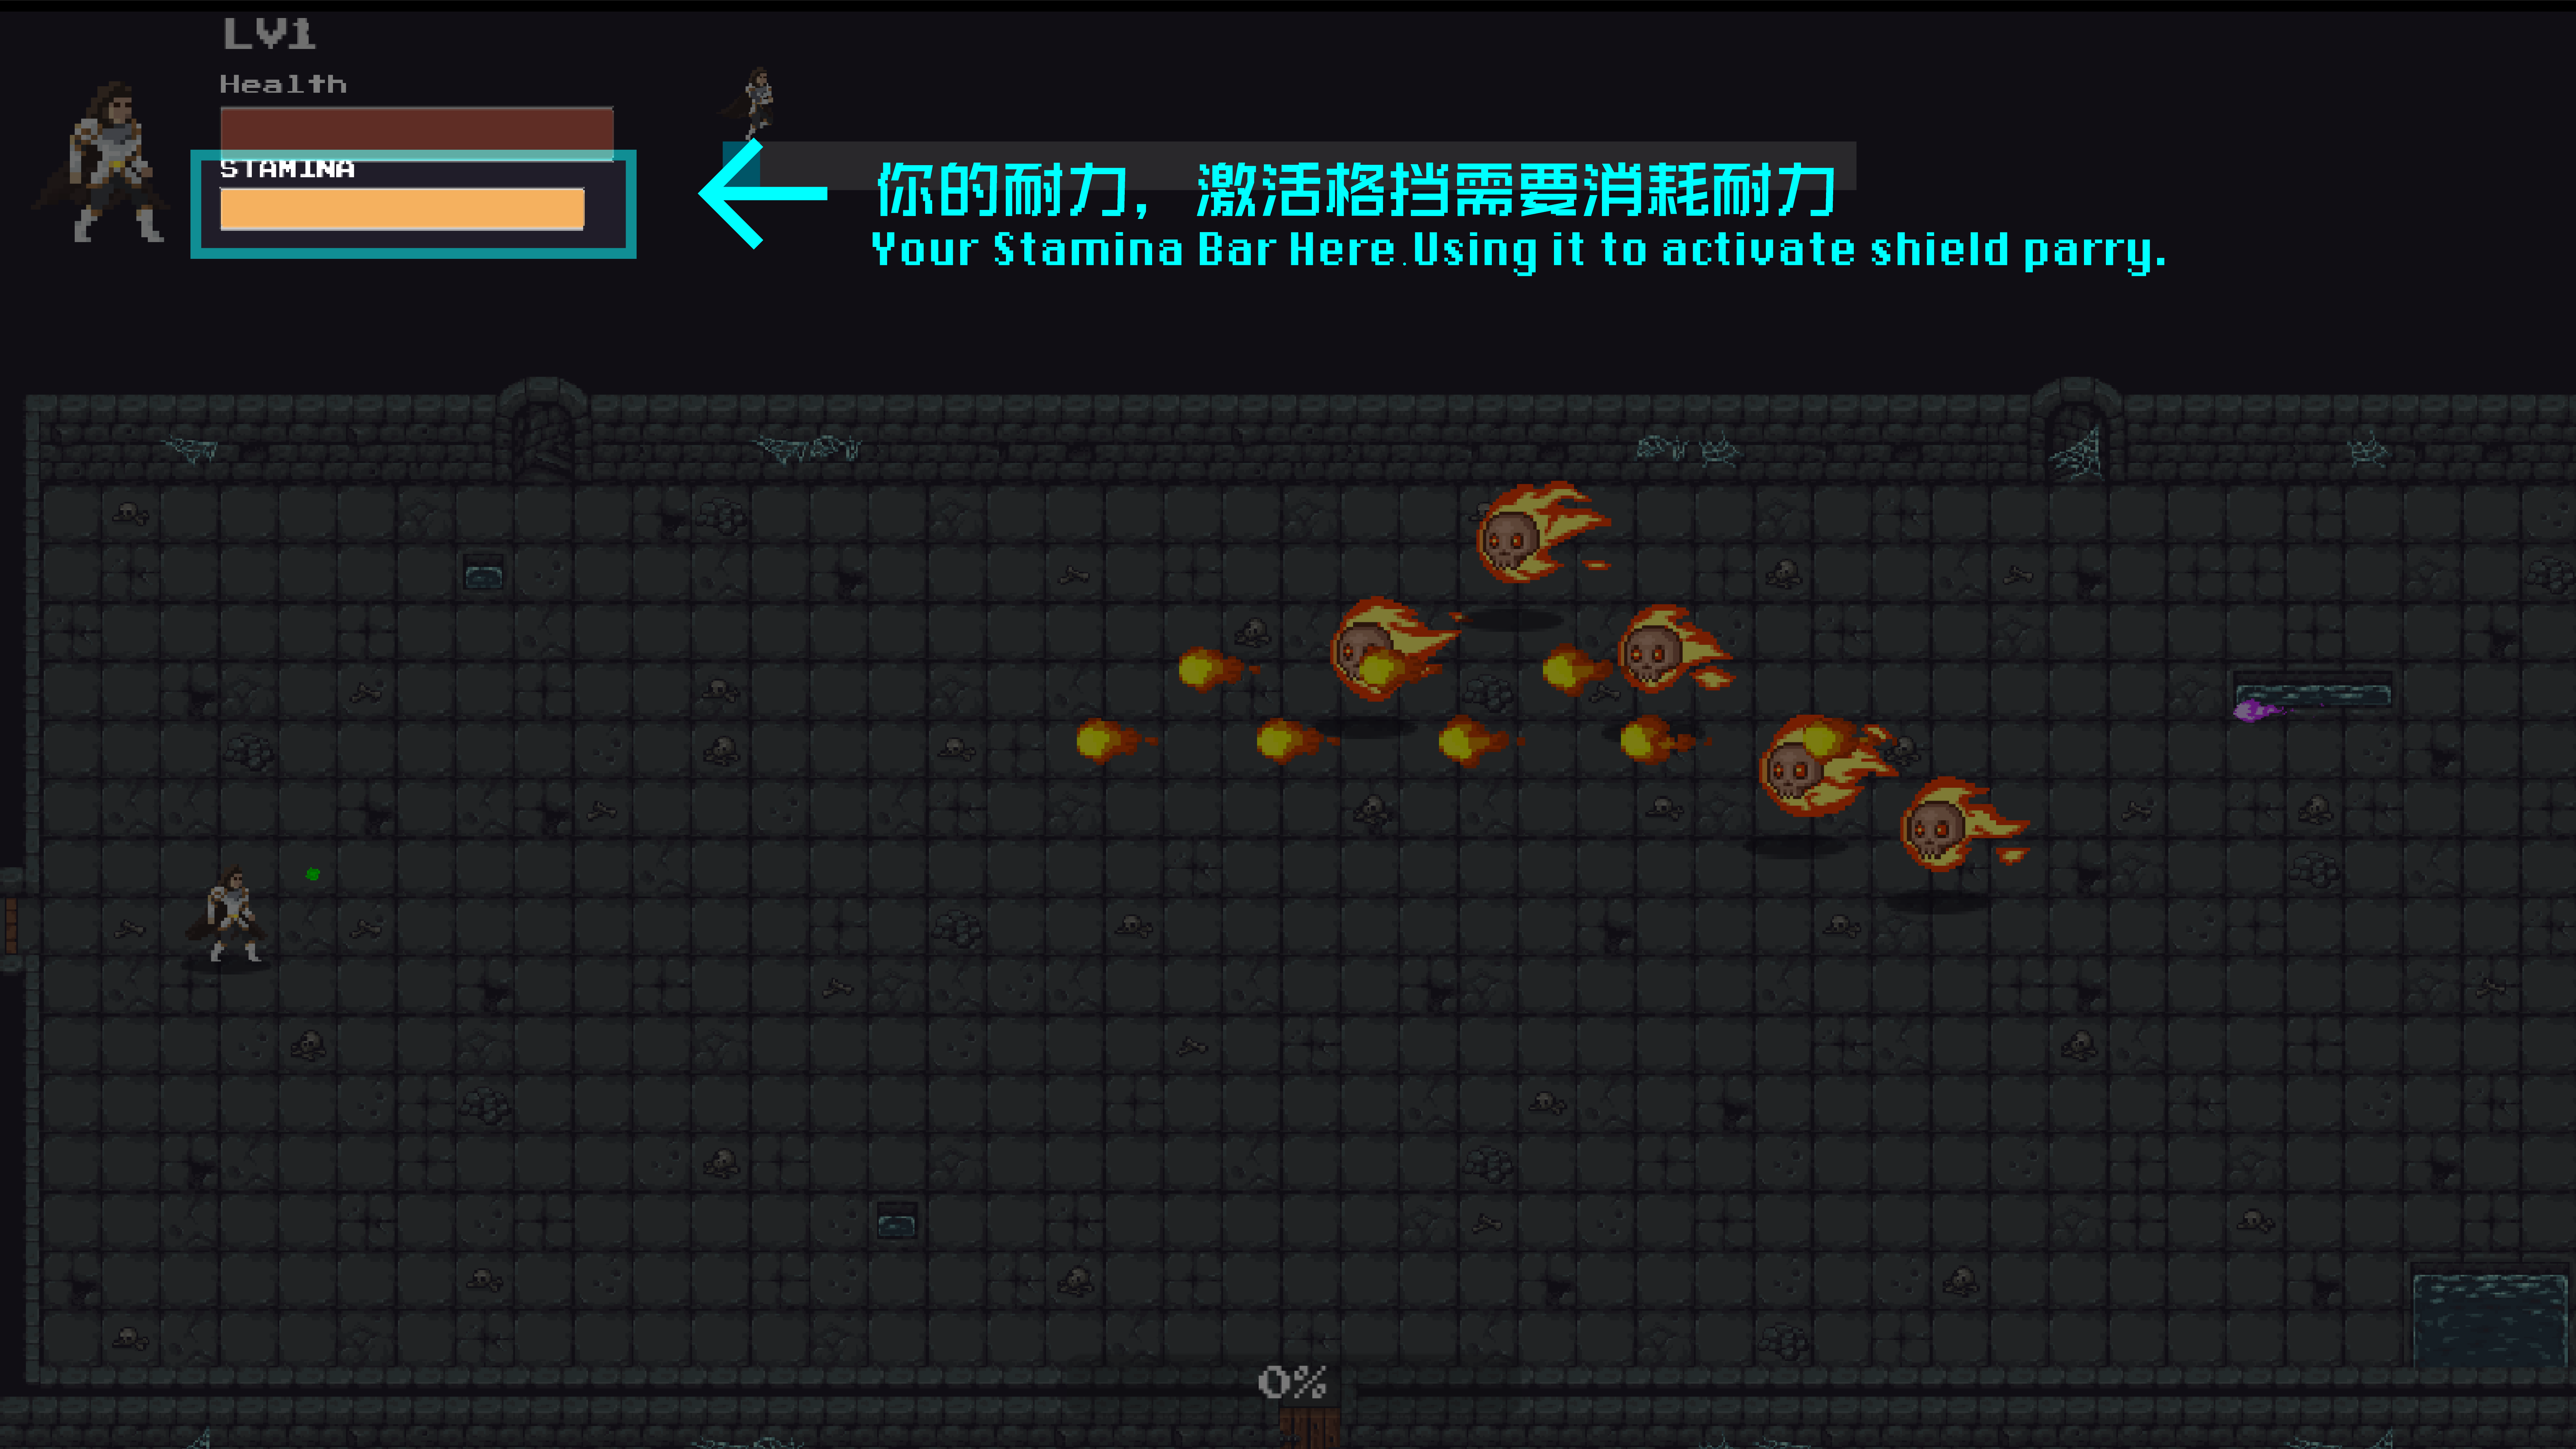 LV1
Health
STAMINA
你的耐力，激活格挡需要消耗耐力
Your Stamina Bar Here.Using it to activate shield parry.
0%